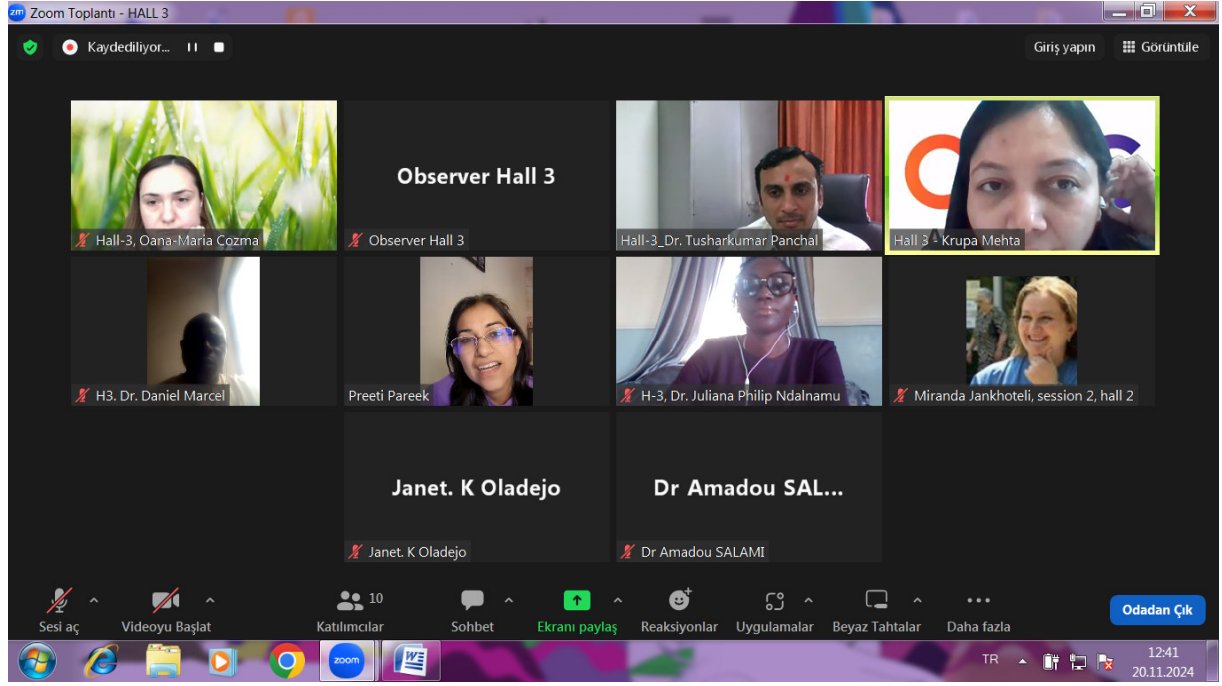 Zoom Toplantı - HALL 3
Kaydediliyor...
Giriş yapın
Görüntüle
Hall-3, Oana-Maria Cozma
Observer Hall 3
Observer Hall 3
Hall-3_Dr. Tusharkumar Panchal
Hall 3 - Krupa Mehta
H3. Dr. Daniel Marcel
Preeti Pareek
H-3, Dr. Juliana Philip Ndalnamu
Miranda Jankhoteli, session 2, hall 2
Janet. K Oladejo
Janet. K Oladejo
Dr Amadou SAL...
Dr Amadou SALAMI
Sesi aç
Videoyu Başlat
10
Katılımcılar
Sohbet
Ekranı paylaş
Reaksiyonlar
Uygulamalar
Beyaz Tahtalar
Daha fazla
Odadan Çık
zoom
TR
12:41
20.11.2024